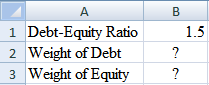 A B
1 Debt-Equity Ratio 1.5
2 Weight of Debt ?
3 Weight of Equity ?